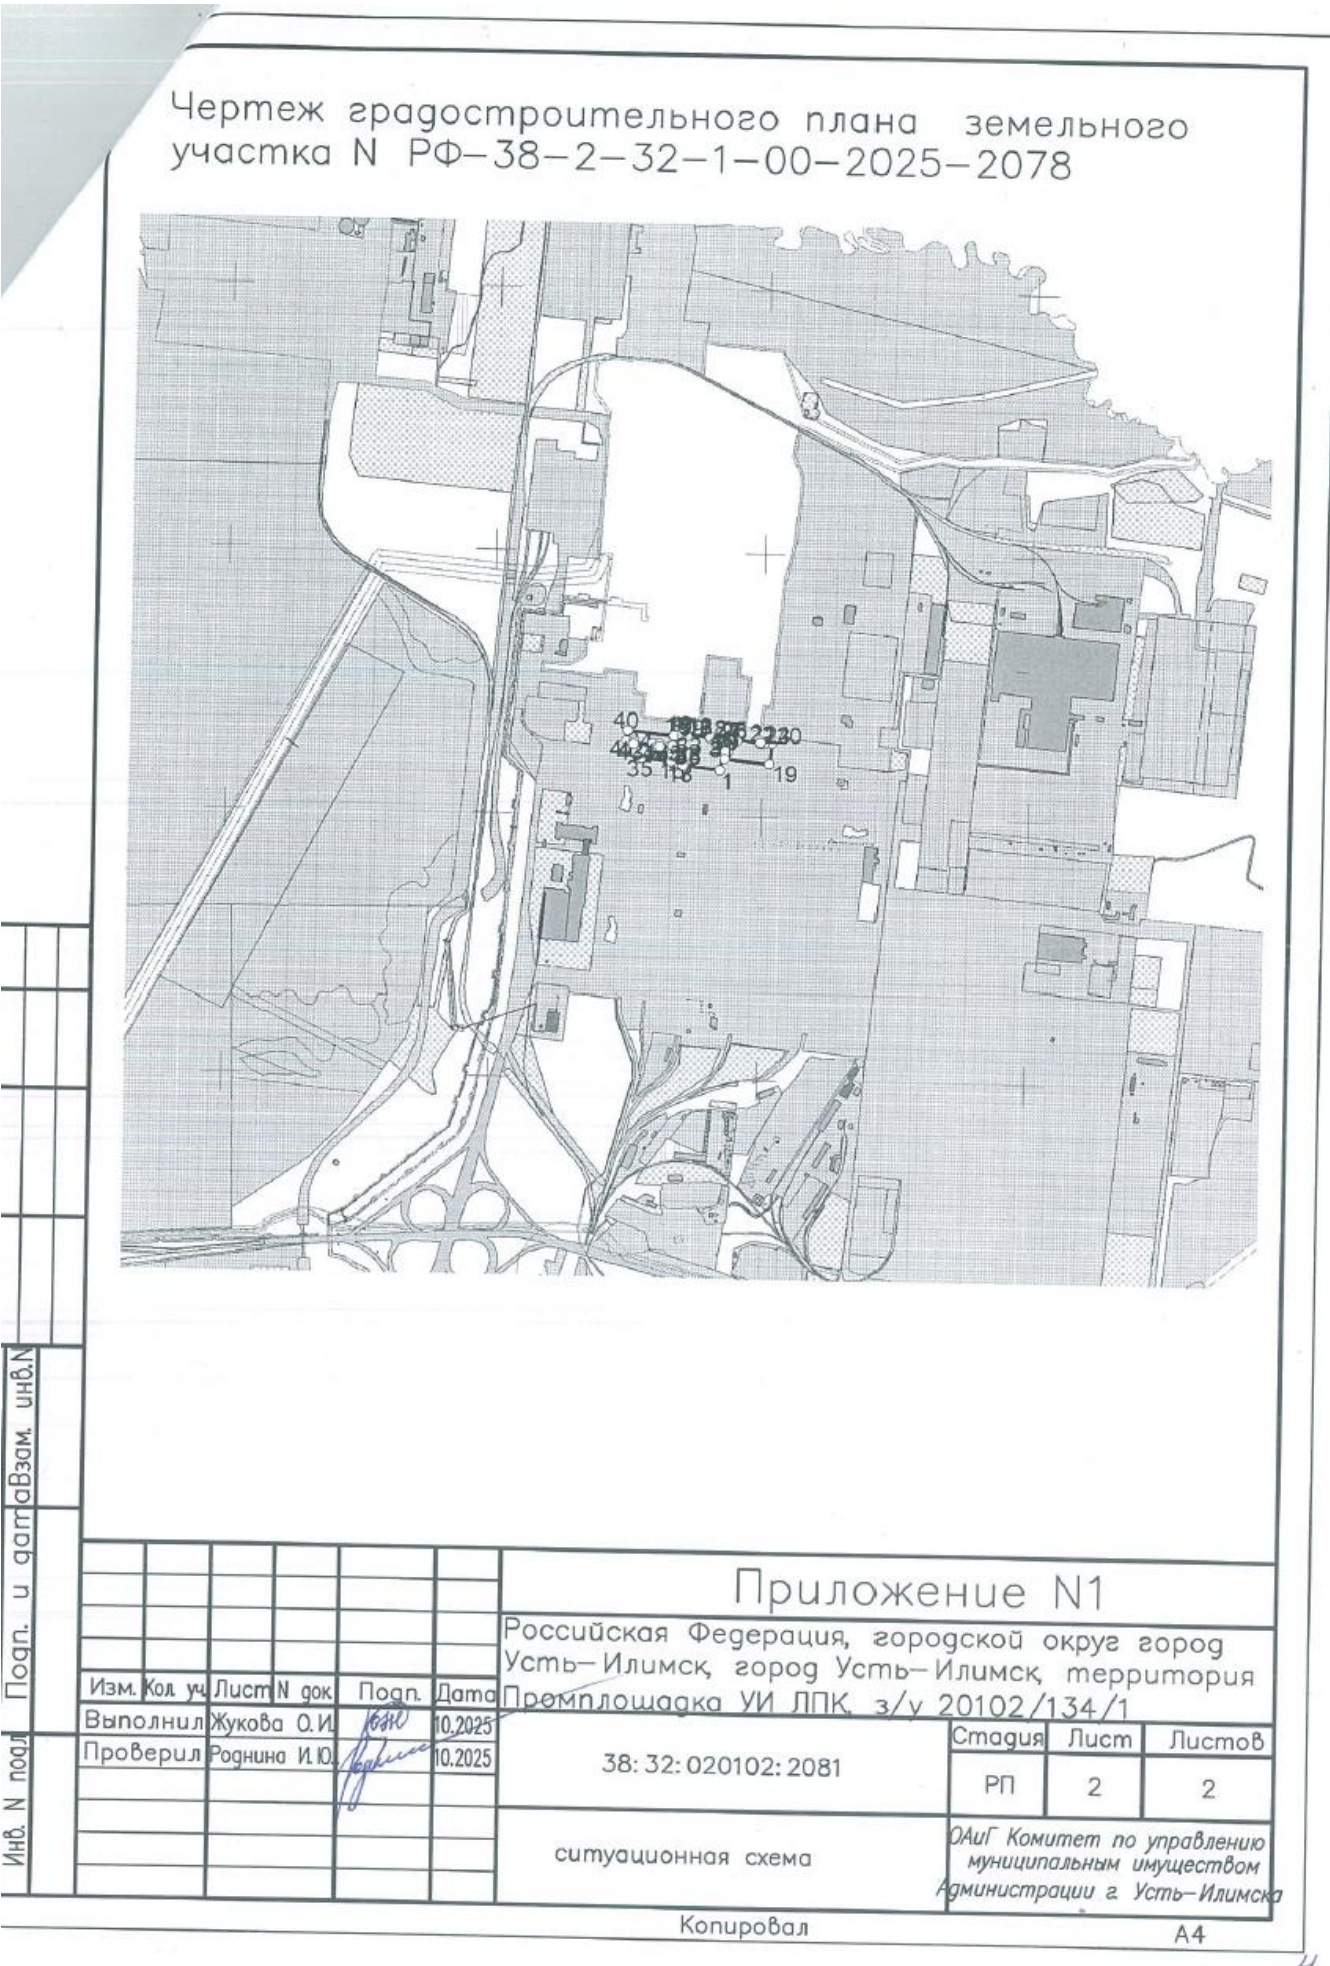 Чертеж градостроительного плана земельного
участка N РФ-38-2-32-1-00-2025-2078
40
20
35
18
1
19
Взам. инв.N
Подп. и дата
Инв. N подл
Приложение N1
Российская Федерация, городской округ город
Усть-Илимск, город Усть-Илимск, территория
Промплощадка УИ ЛПК, з/у 20102/134/1
Изм. Кол уч Лист N док Подп. Дата
Выполнил Жукова О.И. 10.2025
Проверил Роднина И.Ю. 10.2025
38:32:020102:2081
Стадия Лист Листов
РП 2 2
ситуационная схема
ОАиГ Комитет по управлению
муниципальным имуществом
Администрации г Усть-Илимска
Копировал
А4